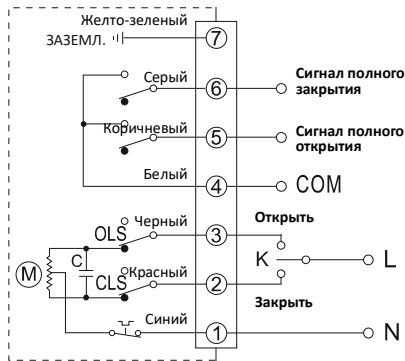 Желто-зеленый
ЗАЗЕМЛ.
7
Серый
6
Сигнал полного
закрытия
Коричневый
5
Сигнал полного
открытия
Белый
4
COM
OLS
Черный
3
Открыть
C
K
L
M
CLS
Красный
2
Закрыть
Синий
1
N